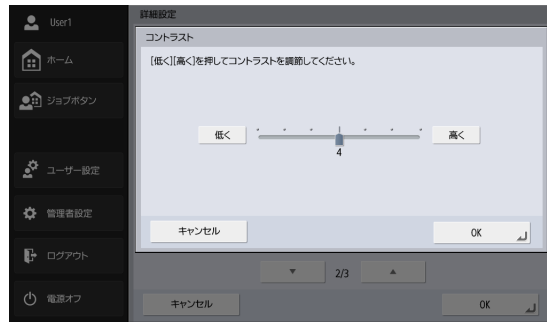 User1
ホーム
ジョブボタン
ユーザー設定
管理者設定
ログアウト
電源オフ
詳細設定
コントラスト
[低く][高く]を押してコントラストを調節してください。
低く
高く
4
キャンセル
OK
2/3
キャンセル
OK